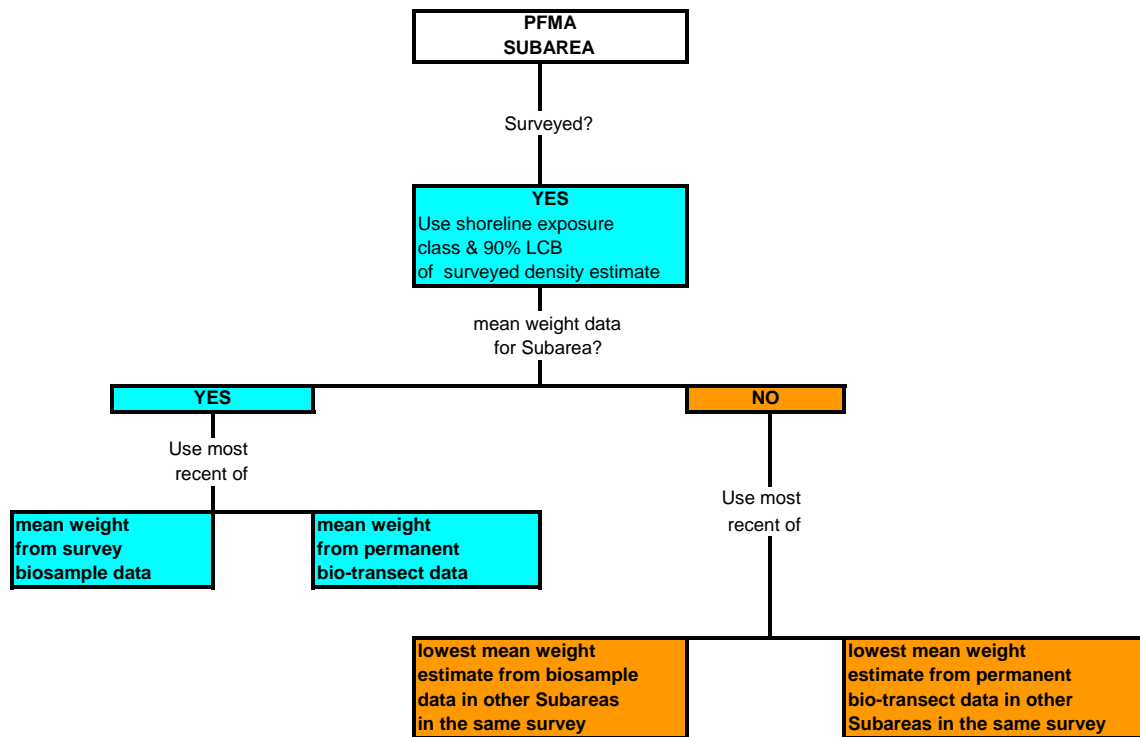 PFMA
SUBAREA
Surveyed?
YES
Use shoreline exposure
class & 90% LCB
of surveyed density estimate
mean weight data
for Subarea?
YES
NO
Use most
recent of
Use most
recent of
mean weight
from survey
biosample data
mean weight
from permanent
bio-transect data
lowest mean weight
estimate from biosample
data in other Subareas
in the same survey
lowest mean weight
estimate from permanent
bio-transect data in other
Subareas in the same survey